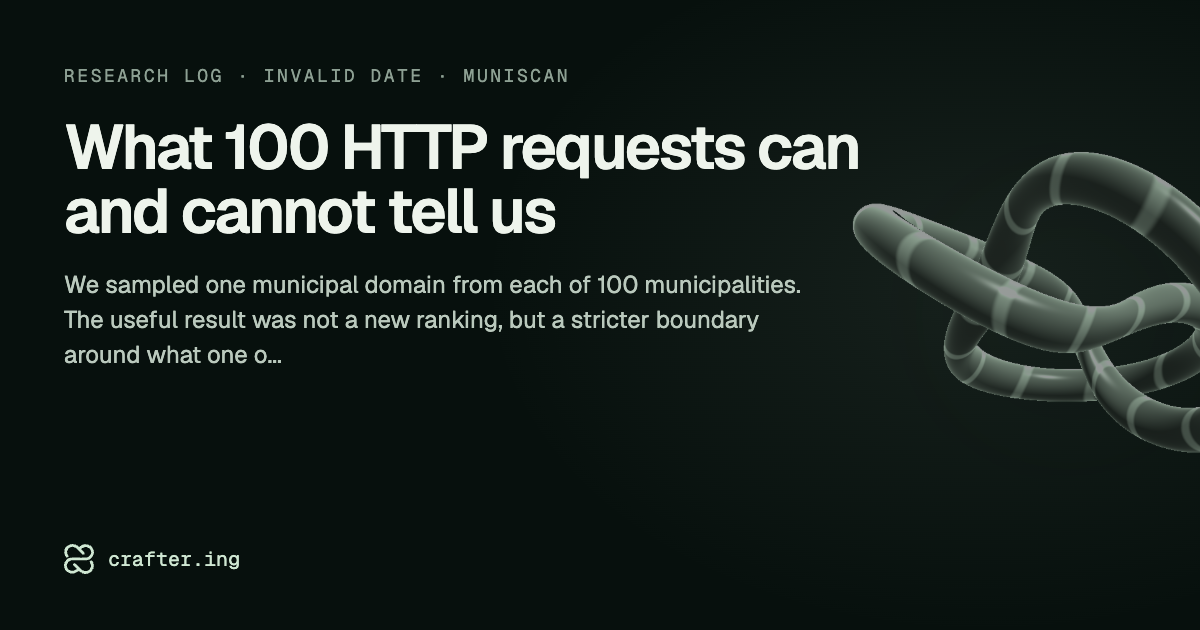 RESEARCH LOG · INVALID DATE · MUNISCAN
What 100 HTTP requests can
and cannot tell us
We sampled one municipal domain from each of 100 municipalities.
The useful result was not a new ranking, but a stricter boundary
around what one o...
crafter.ing